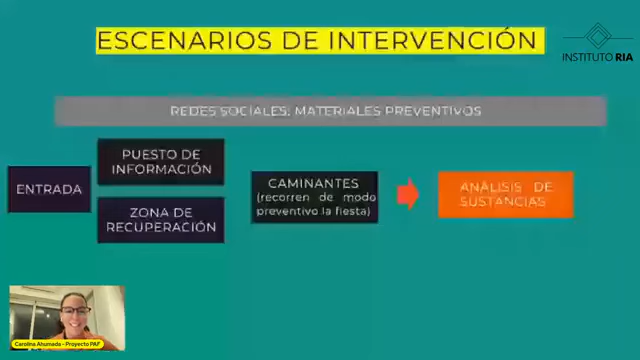 ESCENARIOS DE INTERVENCIÓN
INSTITUTO RIA
REDES SOCIALES, MATERIALES PREVENTIVOS
ENTRADA
PUESTO DE
INFORMACIÓN
ZONA DE
RECUPERACIÓN
CAMINANTES
(recorren de modo
preventivo la fiesta)
ANÁLISIS DE
SUSTANCIAS
Carolina Ahumada - Proyecto PAF